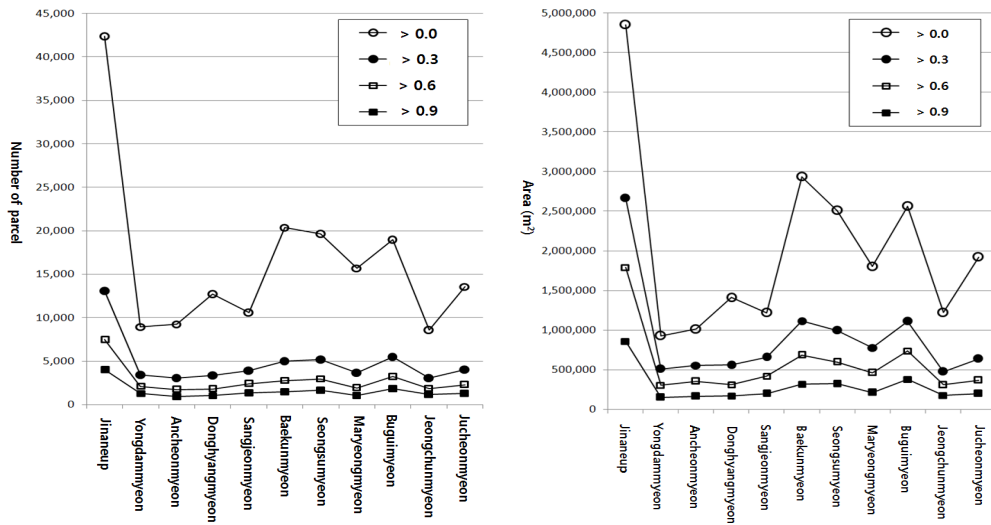 45,000
40,000
35,000
30,000
25,000
20,000
15,000
10,000
5,000
0
Number of parcel
> 0.0
> 0.3
> 0.6
> 0.9
Jinaneup
Yongdammyeon
Ancheonmyeon
Donghyangmyeon
Sangjeonmyeon
Baekunmyeon
Seongsumyeon
Maryeongmyeon
Buguimyeon
Jeongchunmyeon
Jucheonmyeon
5,000,000
4,500,000
4,000,000
3,500,000
3,000,000
2,500,000
2,000,000
1,500,000
1,000,000
500,000
0
Area (m²)
> 0.0
> 0.3
> 0.6
> 0.9
Jinaneup
Yongdammyeon
Ancheonmyeon
Donghyangmyeon
Sangjeonmyeon
Baekunmyeon
Seongsumyeon
Maryeongmyeon
Buguimyeon
Jeongchunmyeon
Jucheonmyeon